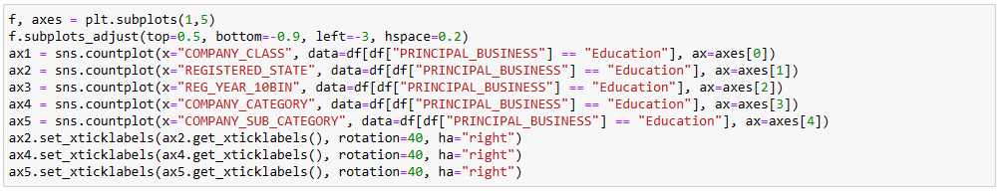 f, axes = plt.subplots(1,5)
f.subplots_adjust(top=0.5, bottom=-0.9, left=-3, hspace=0.2)
ax1 = sns.countplot(x="COMPANY_CLASS", data=df[df["PRINCIPAL_BUSINESS"] == "Education"], ax=axes[0])
ax2 = sns.countplot(x="REGISTERED_STATE", data=df[df["PRINCIPAL_BUSINESS"] == "Education"], ax=axes[1])
ax3 = sns.countplot(x="REG_YEAR_10BIN", data=df[df["PRINCIPAL_BUSINESS"] == "Education"], ax=axes[2])
ax4 = sns.countplot(x="COMPANY_CATEGORY", data=df[df["PRINCIPAL_BUSINESS"] == "Education"], ax=axes[3])
ax5 = sns.countplot(x="COMPANY_SUB_CATEGORY", data=df[df["PRINCIPAL_BUSINESS"] == "Education"], ax=axes[4])
ax2.set_xticklabels(ax2.get_xticklabels(), rotation=40, ha="right")
ax4.set_xticklabels(ax4.get_xticklabels(), rotation=40, ha="right")
ax5.set_xticklabels(ax5.get_xticklabels(), rotation=40, ha="right")